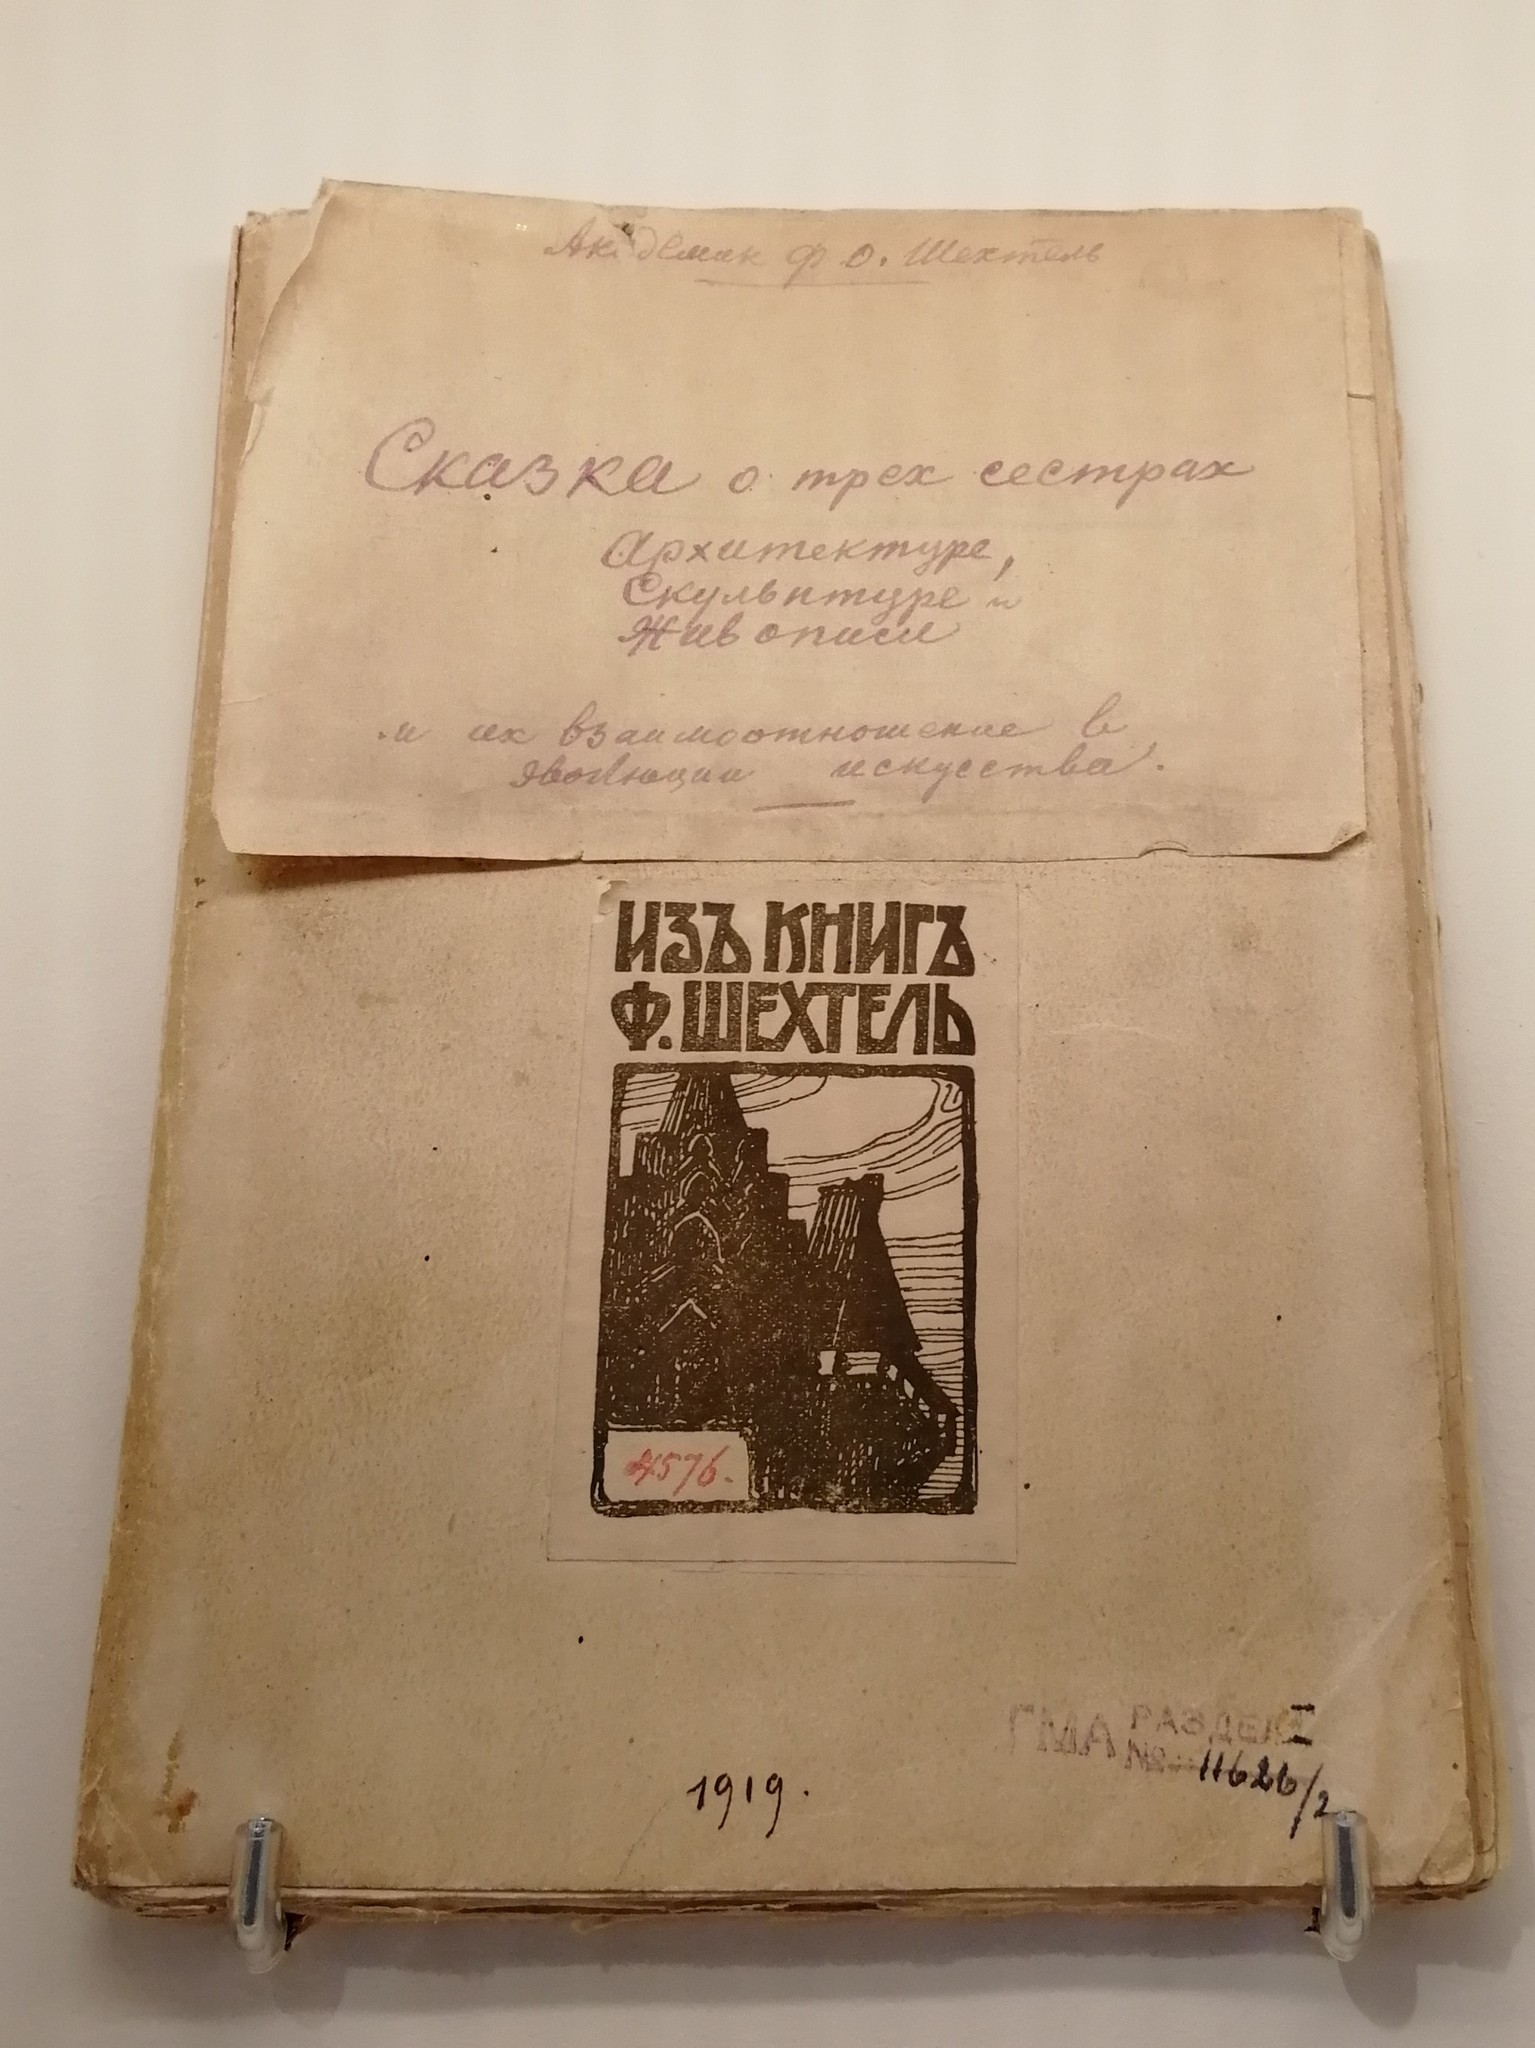 Академик Ф О. Шехтель
Сказка о трех сестрах
Архитектуре,
Скульптуре и
Живописи
и их взаимоотношение в
эволюции искусства.
ИЗЪ КНИГЪ
Ф. ШЕХТЕЛЬ
4576.
ГМА РАЗДЕЛ I
№ 11626/2
1919.